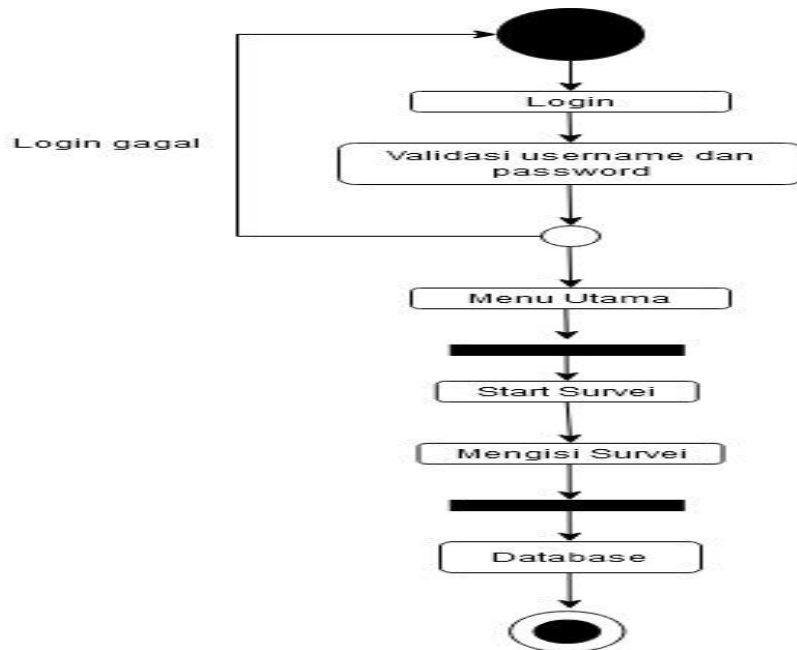 Login
Login gagal
Validasi username dan
password
Menu Utama
Start Survei
Mengisi Survei
Database